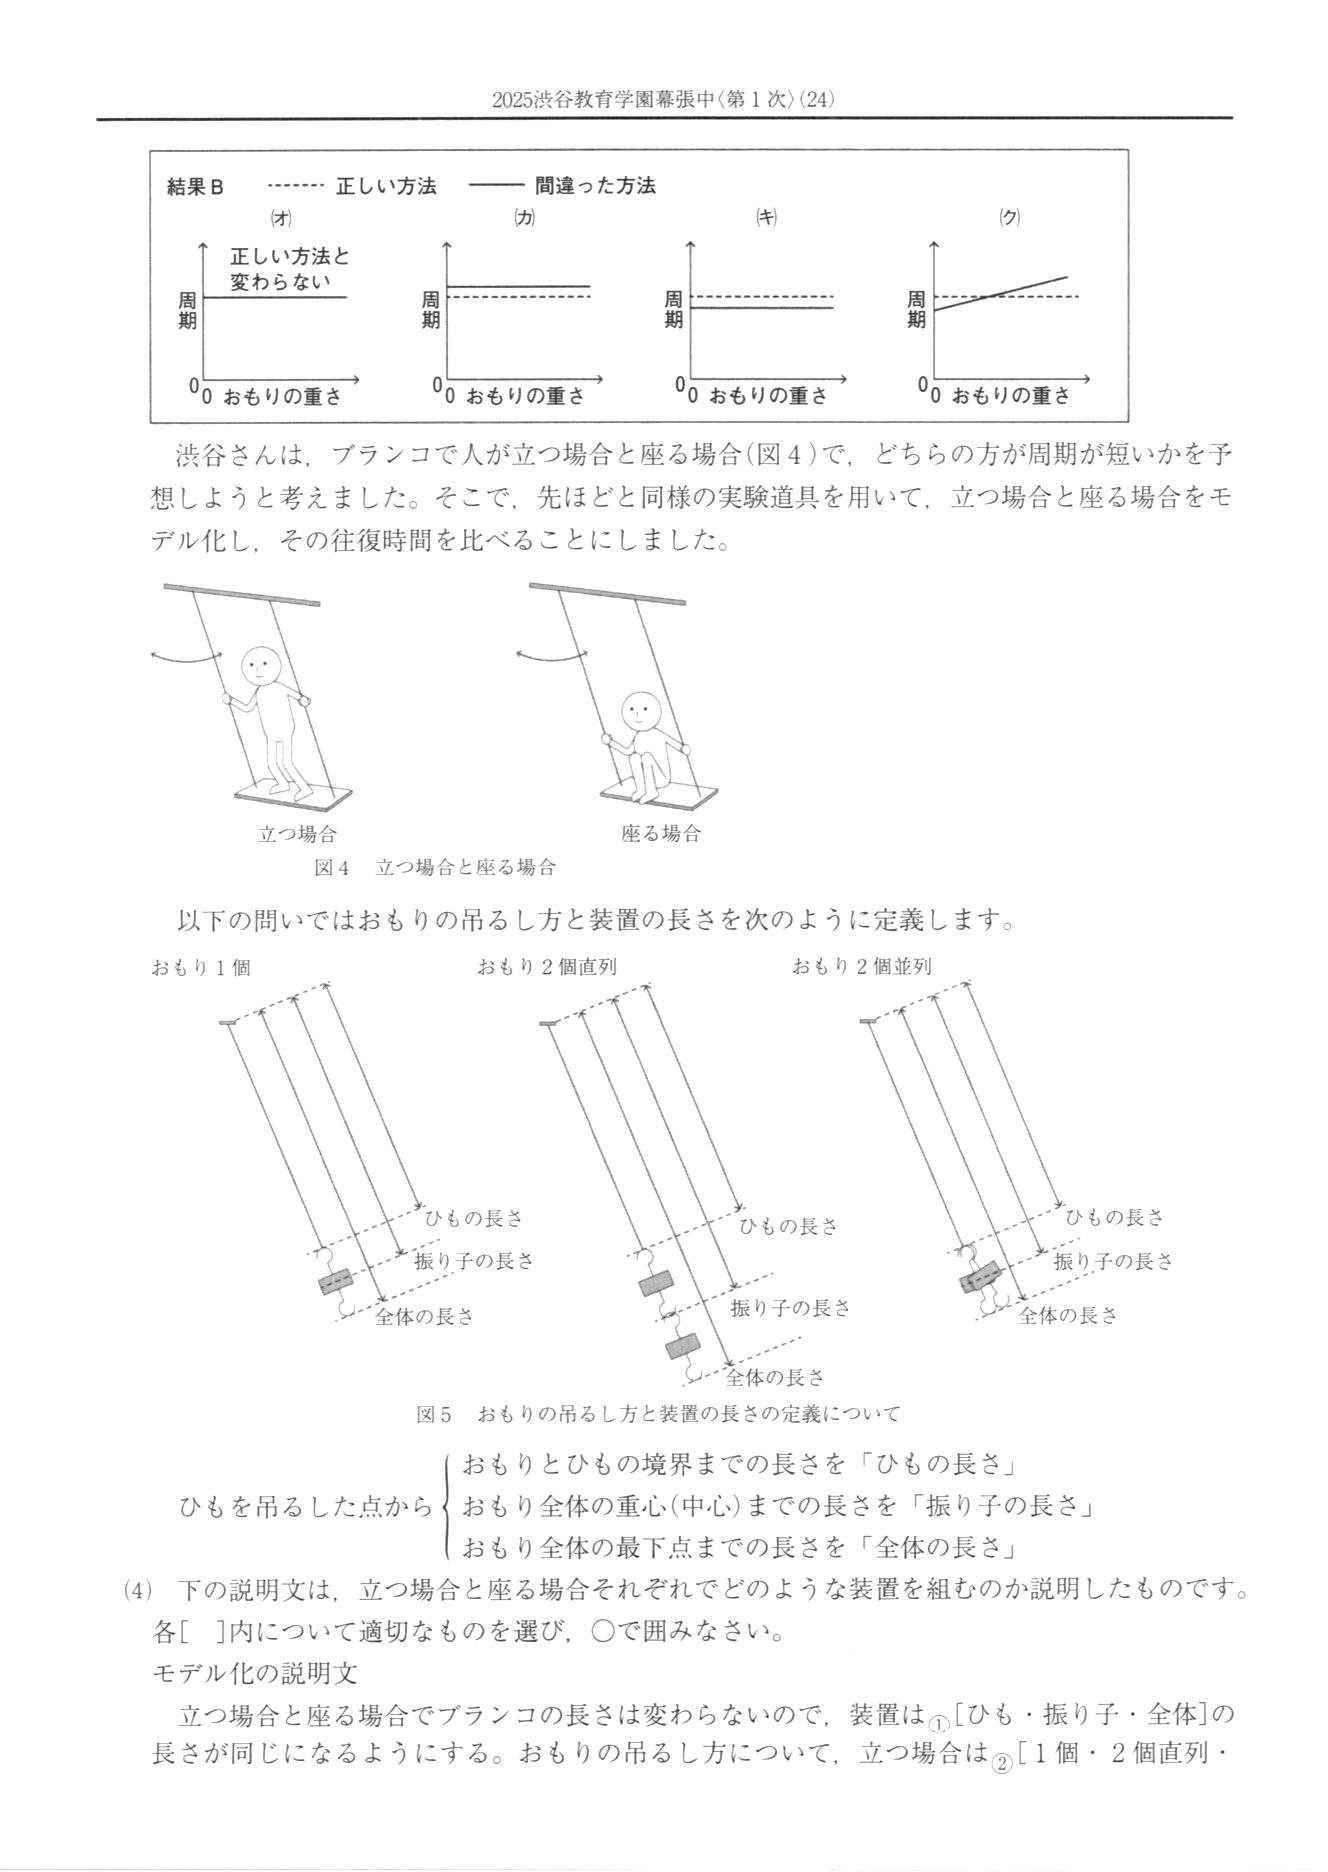 2025渋谷教育学園幕張中〈第1次〉(24)
結果B ------- 正しい方法 ―― 間違った方法
(オ) (カ) (キ) (ク)
正しい方法と
変わらない
周期 周期 周期 周期
0 0 0 0
0 おもりの重さ 0 おもりの重さ 0 おもりの重さ 0 おもりの重さ
渋谷さんは，ブランコで人が立つ場合と座る場合(図4)で，どちらの方が周期が短いかを予
想しようと考えました。そこで，先ほどと同様の実験道具を用いて，立つ場合と座る場合をモ
デル化し，その往復時間を比べることにしました。
立つ場合 座る場合
図4 立つ場合と座る場合
以下の問いではおもりの吊るし方と装置の長さを次のように定義します。
おもり1個 おもり2個直列 おもり2個並列
ひもの長さ ひもの長さ ひもの長さ
振り子の長さ 振り子の長さ 振り子の長さ
全体の長さ 全体の長さ 全体の長さ
図5 おもりの吊るし方と装置の長さの定義について
おもりとひもの境界までの長さを「ひもの長さ」
ひもを吊るした点から おもり全体の重心(中心)までの長さを「振り子の長さ」
おもり全体の最下点までの長さを「全体の長さ」
(4) 下の説明文は，立つ場合と座る場合それぞれでどのような装置を組むのか説明したものです。
各[ ]内について適切なものを選び，〇で囲みなさい。
モデル化の説明文
立つ場合と座る場合でブランコの長さは変わらないので，装置は①[ひも・振り子・全体]の
長さが同じになるようにする。おもりの吊るし方について，立つ場合は②[1個・2個直列・